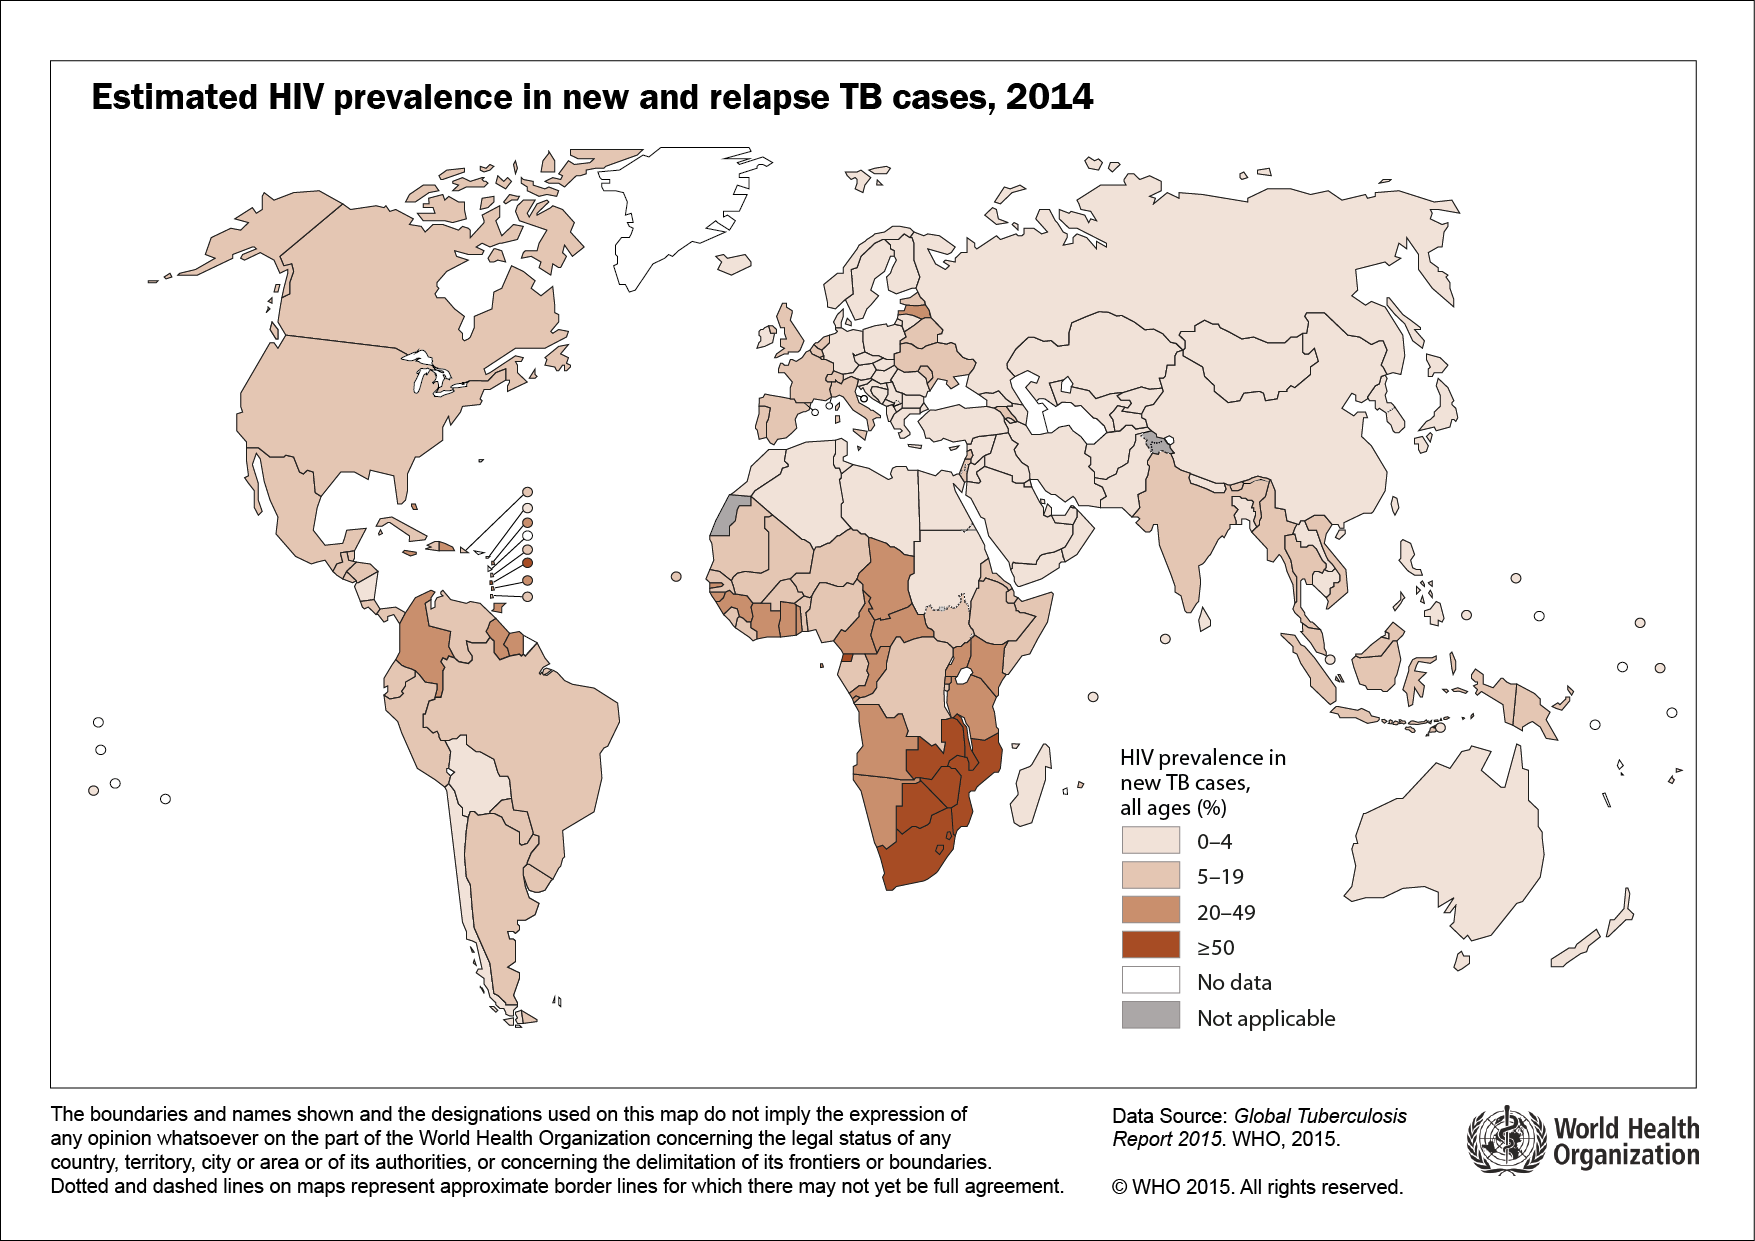 Estimated HIV prevalence in new and relapse TB cases, 2014
HIV prevalence in
new TB cases,
all ages (%)
0–4
5–19
20–49
≥50
No data
Not applicable
The boundaries and names shown and the designations used on this map do not imply the expression of
any opinion whatsoever on the part of the World Health Organization concerning the legal status of any
country, territory, city or area or of its authorities, or concerning the delimitation of its frontiers or boundaries.
Dotted and dashed lines on maps represent approximate border lines for which there may not yet be full agreement.
Data Source: Global Tuberculosis
Report 2015. WHO, 2015.
© WHO 2015. All rights reserved.
World Health
Organization